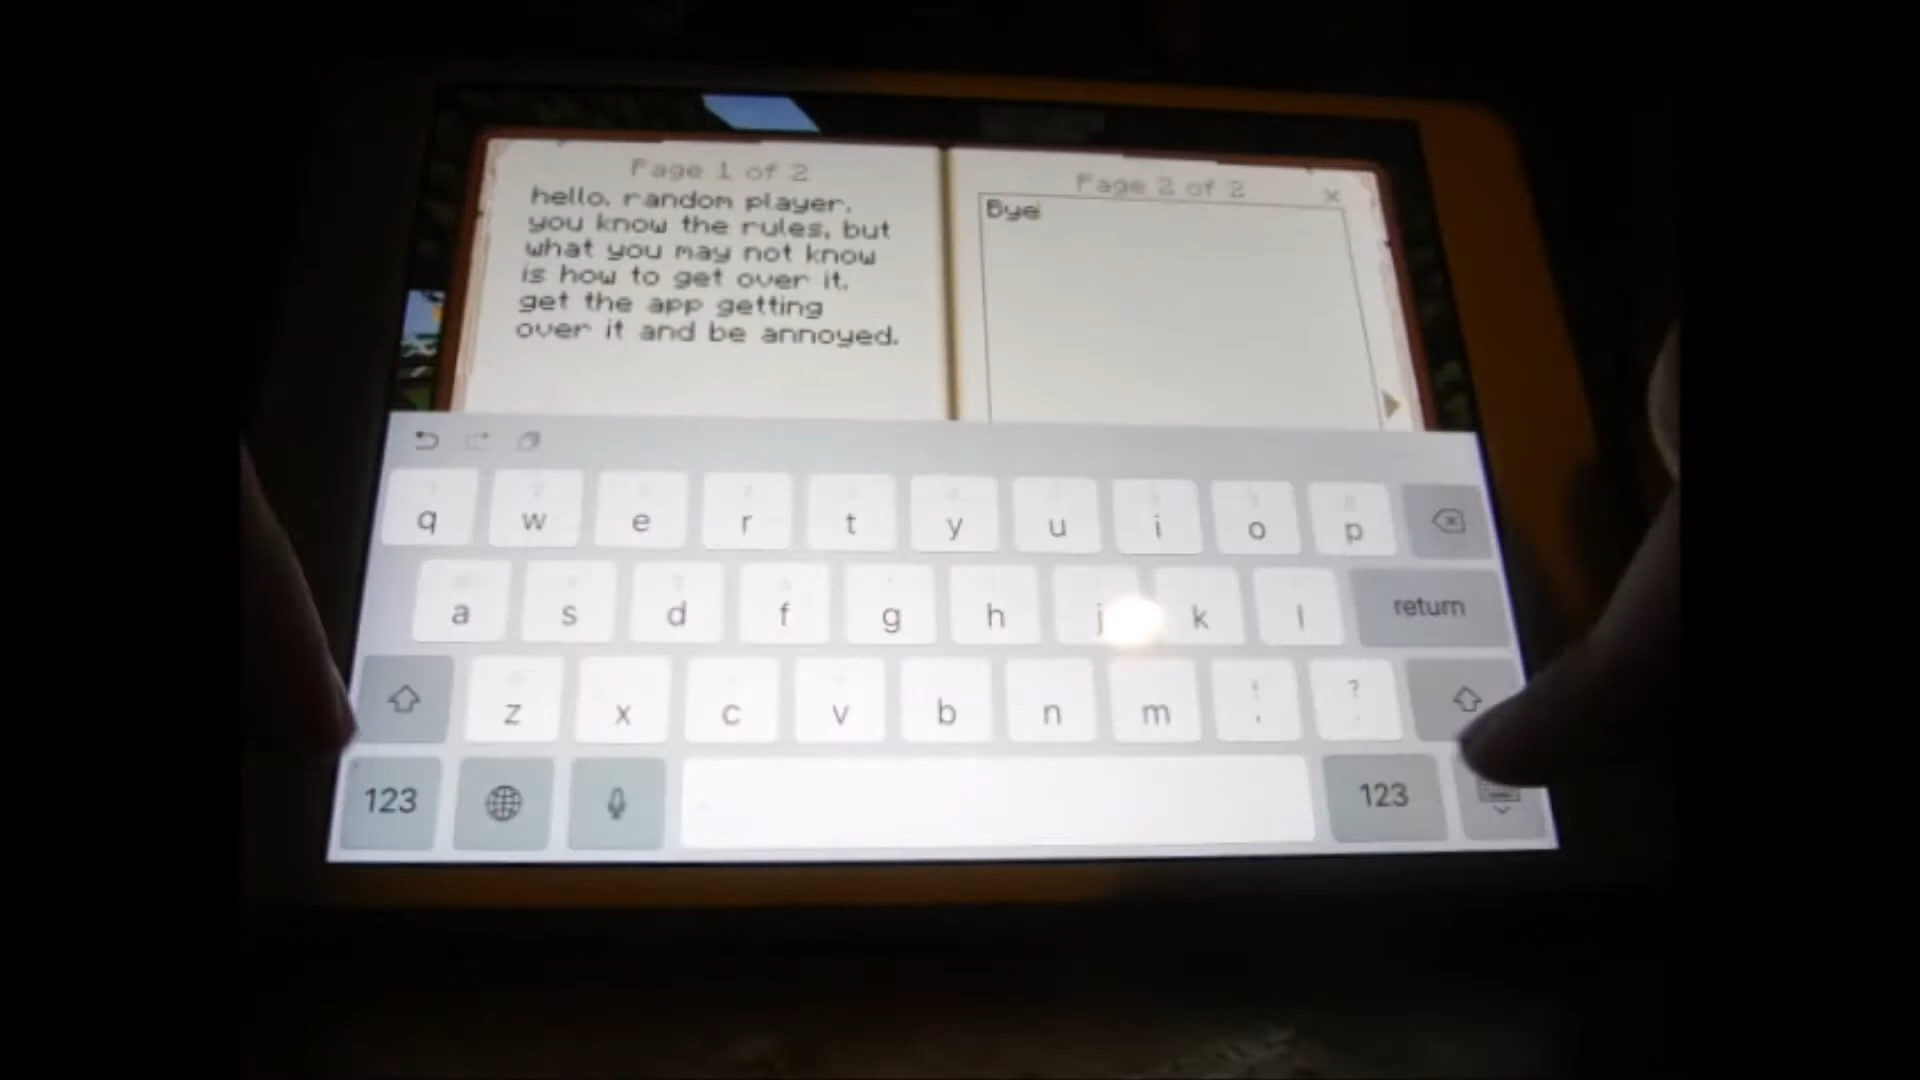 Page 1 of 2
hello, random player,
you know the rules, but
what you may not know
is how to get over it.
get the app getting
over it and be annoyed.
Page 2 of 2
Bye
q w e r t y u i o p
a s d f g h j k l return
z x c v b n m ! , ? .
123 123